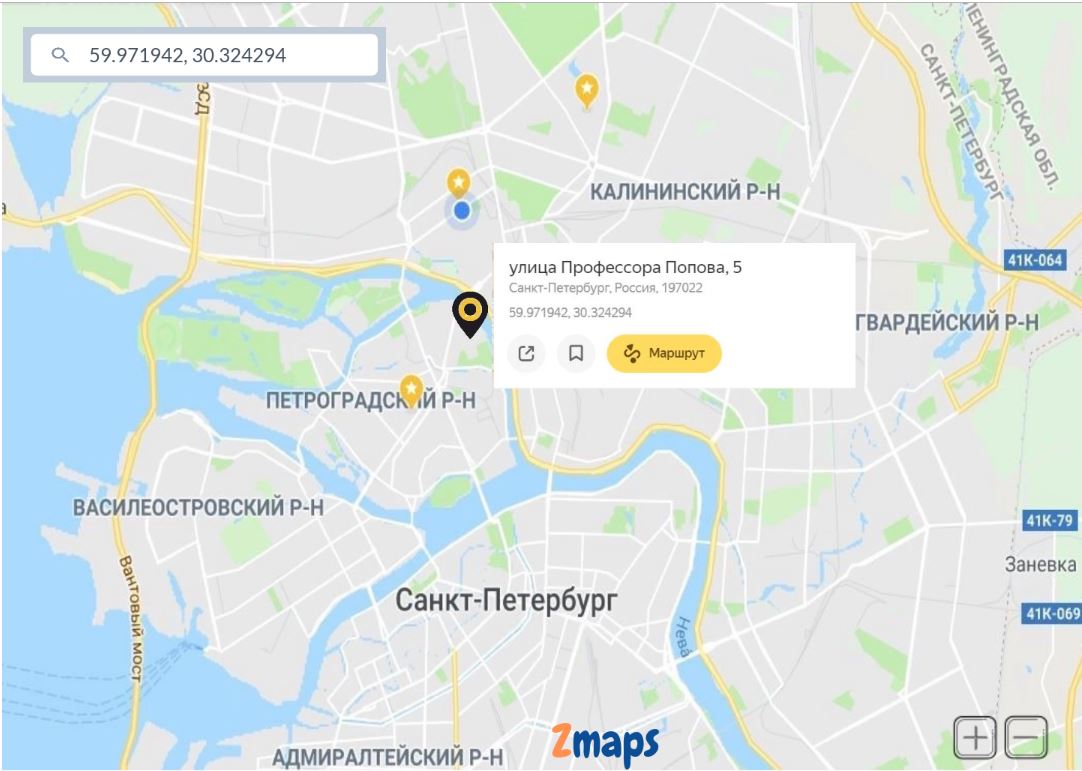 59.971942, 30.324294
ЗСД
ЛЕНИНГРАДСКАЯ ОБЛ.
САНКТ-ПЕТЕРБУРГ
КАЛИНИНСКИЙ Р-Н
41К-064
улица Профессора Попова, 5
Санкт-Петербург, Россия, 197022
59.971942, 30.324294
Маршрут
ГВАРДЕЙСКИЙ Р-Н
ПЕТРОГРАДСКИЙ Р-Н
ВАСИЛЕОСТРОВСКИЙ Р-Н
41К-79
Заневка
Вантовый мост
Санкт-Петербург
41К-069
Нева
Zmaps
АДМИРАЛТЕЙСКИЙ Р-Н